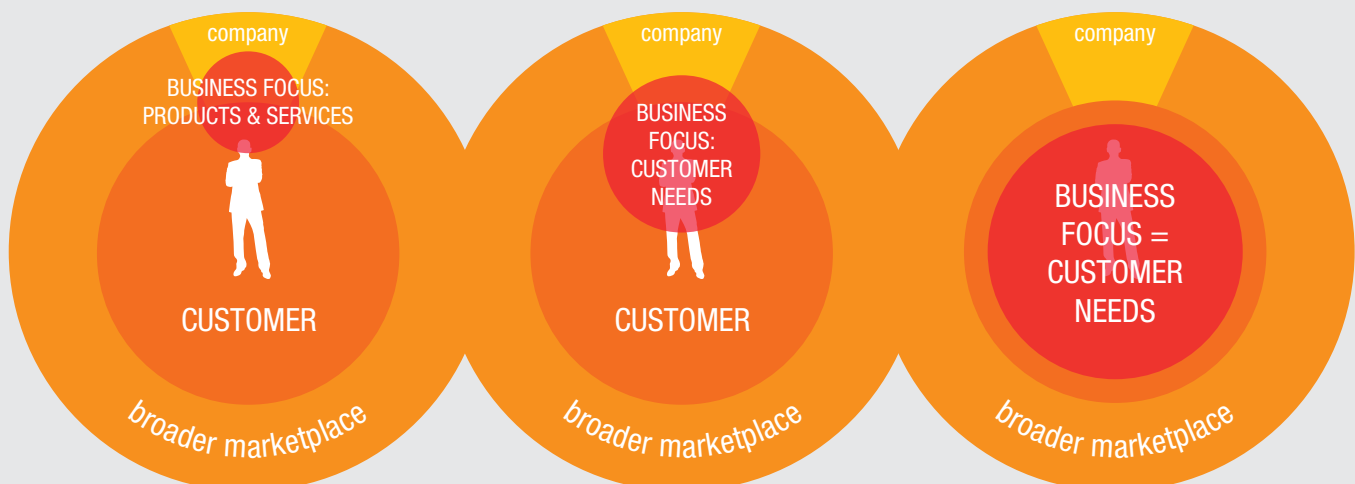 company
BUSINESS FOCUS:
PRODUCTS & SERVICES
CUSTOMER
broader marketplace
company
BUSINESS
FOCUS:
CUSTOMER
NEEDS
CUSTOMER
broader marketplace
company
BUSINESS
FOCUS =
CUSTOMER
NEEDS
broader marketplace